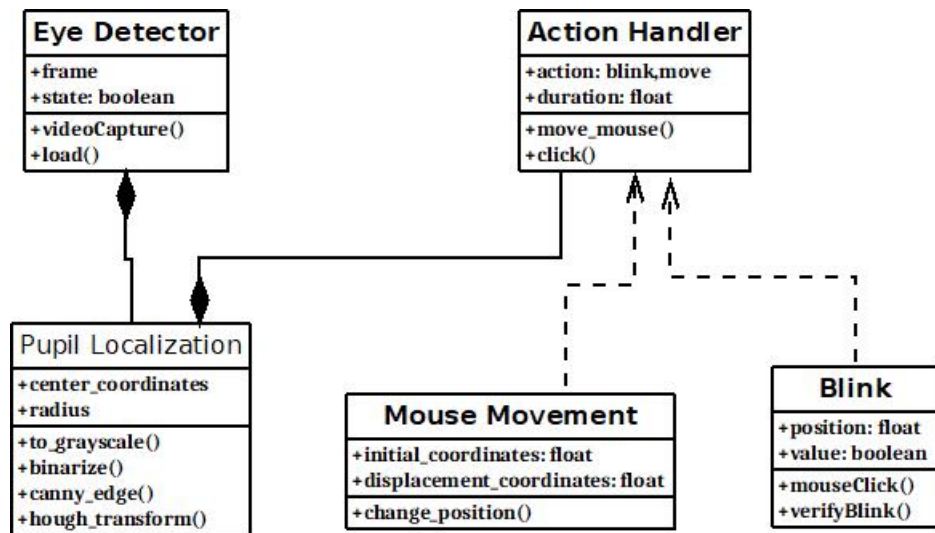 Eye Detector
+frame
+state: boolean
+videoCapture()
+load()
Action Handler
+action: blink,move
+duration: float
+move_mouse()
+click()
Pupil Localization
+center_coordinates
+radius
+to_grayscale()
+binarize()
+canny_edge()
+hough_transform()
Mouse Movement
+initial_coordinates: float
+displacement_coordinates: float
+change_position()
Blink
+position: float
+value: boolean
+mouseClick()
+verifyBlink()